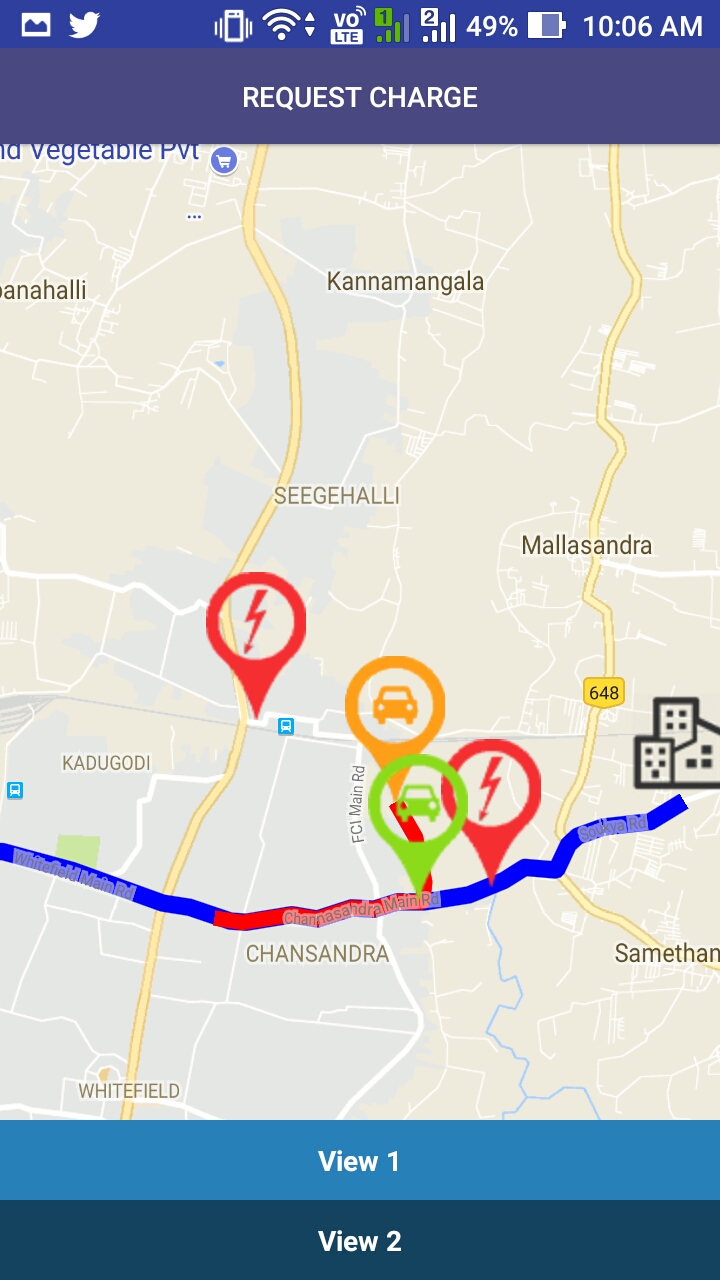 VO LTE 1 2 49% 10:06 AM
REQUEST CHARGE
nd Vegetable Pvt
Kannamangala
panahalli
SEEGEHALLI
Mallasandra
648
KADUGODI
FCI Main Rd
Soukya Rd
Whitefield Main Rd
Channasandra Main Rd
CHANSANDRA
Samethan
WHITEFIELD
View 1
View 2